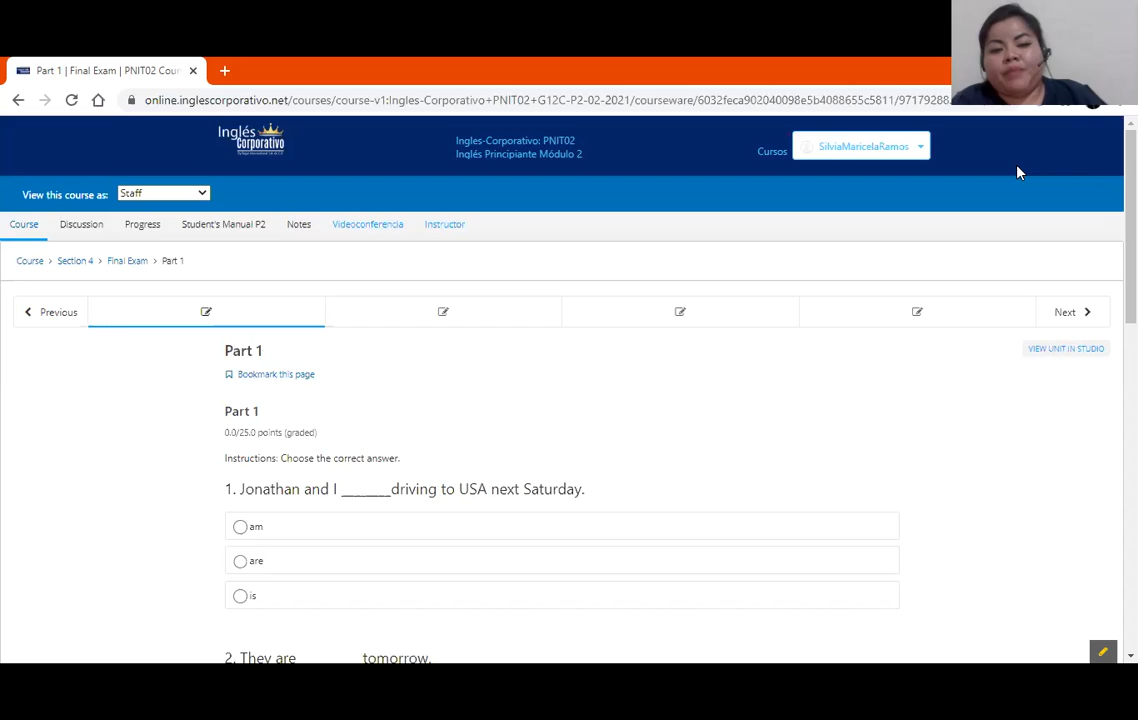 Part 1 | Final Exam | PNIT02 Cour
online.inglescorporativo.net/courses/course-v1:Ingles-Corporativo+PNIT02+G12C-P2-02-2021/courseware/6032feca902040098e5b4088655c5811/97179288
Inglés
Corporativo
Ingles-Corporativo: PNIT02
Inglés Principiante Módulo 2
Cursos
SilviaMaricelaRamos
View this course as:
Staff
Course Discussion Progress Student's Manual P2 Notes Videoconferencia Instructor
Course > Section 4 > Final Exam > Part 1
Previous
Next
Part 1
VIEW UNIT IN STUDIO
Bookmark this page
Part 1
0.0/25.0 points (graded)
Instructions: Choose the correct answer.
1. Jonathan and I ________driving to USA next Saturday.
am
are
is
2. They are ________ tomorrow.